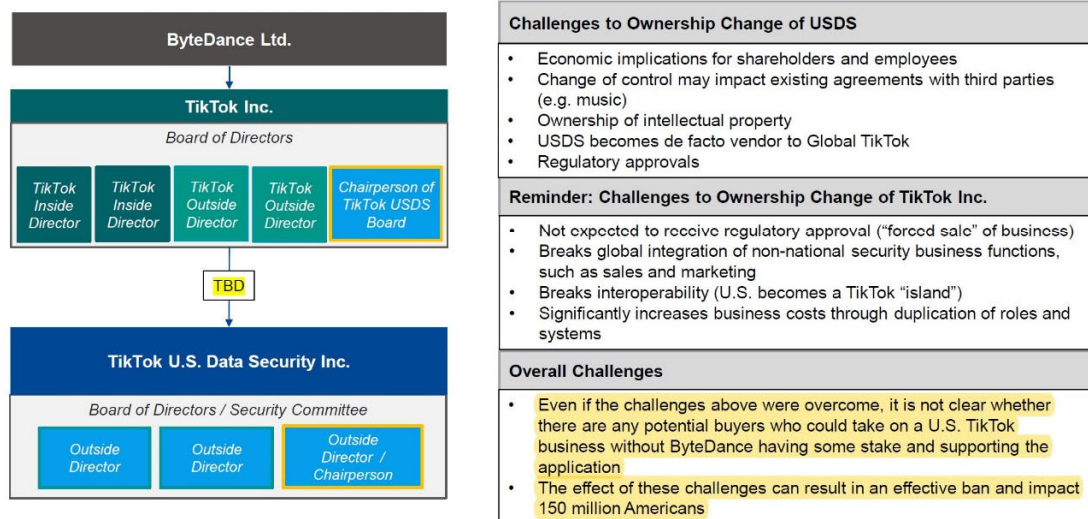 ByteDance Ltd.
TikTok Inc.
Board of Directors
TikTok
Inside
Director
TikTok
Inside
Director
TikTok
Outside
Director
TikTok
Outside
Director
Chairperson of
TikTok USDS
Board
TBD
TikTok U.S. Data Security Inc.
Board of Directors / Security Committee
Outside
Director
Outside
Director
Outside
Director /
Chairperson
Challenges to Ownership Change of USDS
• Economic implications for shareholders and employees
• Change of control may impact existing agreements with third parties
(e.g. music)
• Ownership of intellectual property
• USDS becomes de facto vendor to Global TikTok
• Regulatory approvals
Reminder: Challenges to Ownership Change of TikTok Inc.
• Not expected to receive regulatory approval (“forced sale” of business)
• Breaks global integration of non-national security business functions,
such as sales and marketing
• Breaks interoperability (U.S. becomes a TikTok “island”)
• Significantly increases business costs through duplication of roles and
systems
Overall Challenges
• Even if the challenges above were overcome, it is not clear whether
there are any potential buyers who could take on a U.S. TikTok
business without ByteDance having some stake and supporting the
application
• The effect of these challenges can result in an effective ban and impact
150 million Americans